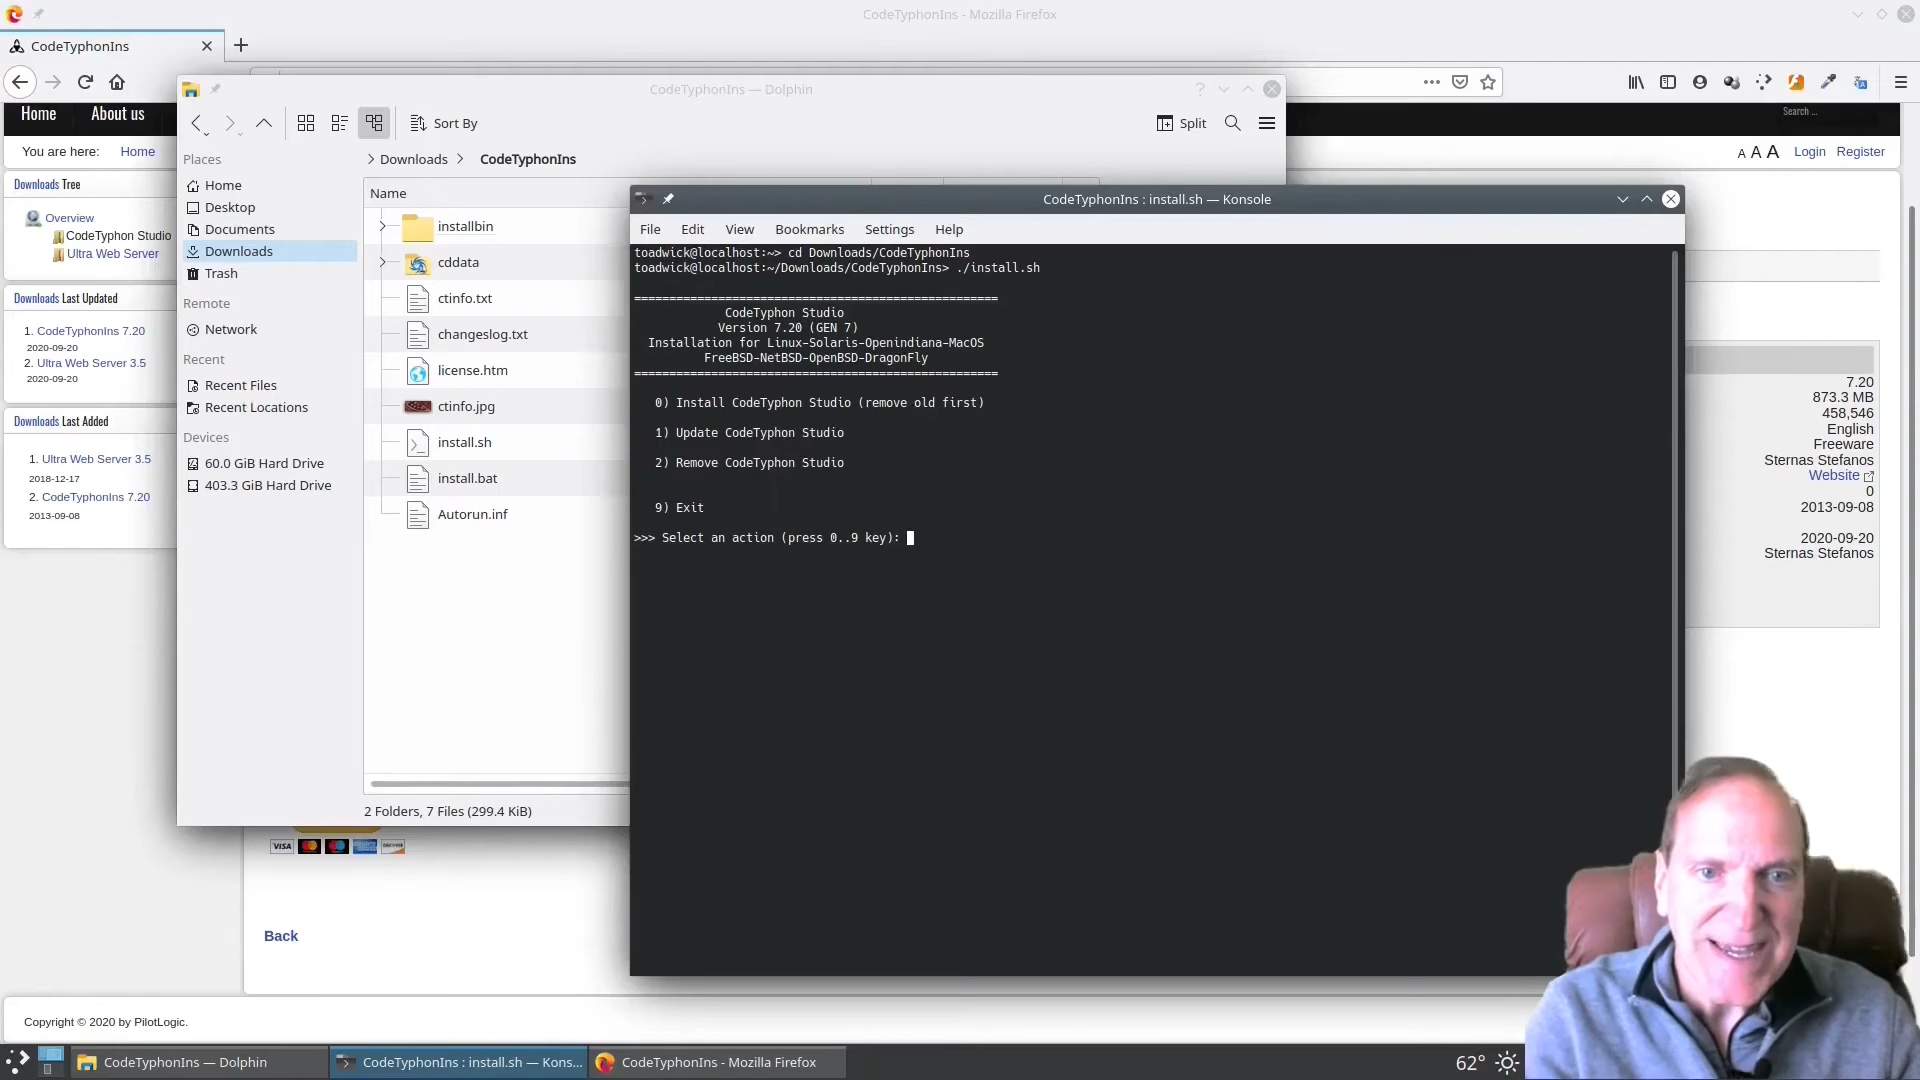 CodeTyphonIns - Mozilla Firefox
CodeTyphonIns
Home
About us
Search ...
You are here:
Home
A A A
Login
Register
Downloads Tree
Overview
CodeTyphon Studio
Ultra Web Server
Downloads Last Updated
1. CodeTyphonIns 7.20
2020-09-20
2. Ultra Web Server 3.5
2020-09-20
Downloads Last Added
1. Ultra Web Server 3.5
2018-12-17
2. CodeTyphonIns 7.20
2013-09-08
CodeTyphonIns — Dolphin
Sort By
Split
Places
Home
Desktop
Documents
Downloads
Trash
Remote
Network
Recent
Recent Files
Recent Locations
Devices
60.0 GiB Hard Drive
403.3 GiB Hard Drive
Downloads
CodeTyphonIns
Name
installbin
cddata
ctinfo.txt
changeslog.txt
license.htm
ctinfo.jpg
install.sh
install.bat
Autorun.inf
2 Folders, 7 Files (299.4 KiB)
CodeTyphonIns : install.sh — Konsole
File Edit View Bookmarks Settings Help
toadwick@localhost:~> cd Downloads/CodeTyphonIns
toadwick@localhost:~/Downloads/CodeTyphonIns> ./install.sh
====================================================
CodeTyphon Studio
Version 7.20 (GEN 7)
Installation for Linux-Solaris-Openindiana-MacOS
FreeBSD-NetBSD-OpenBSD-DragonFly
====================================================
0) Install CodeTyphon Studio (remove old first)
1) Update CodeTyphon Studio
2) Remove CodeTyphon Studio
9) Exit
>>> Select an action (press 0..9 key):
7.20
873.3 MB
458,546
English
Freeware
Sternas Stefanos
Website
0
2013-09-08
2020-09-20
Sternas Stefanos
VISA
DISCOVER
Back
Copyright © 2020 by PilotLogic.
CodeTyphonIns — Dolphin
CodeTyphonIns : install.sh — Kons...
CodeTyphonIns - Mozilla Firefox
62°